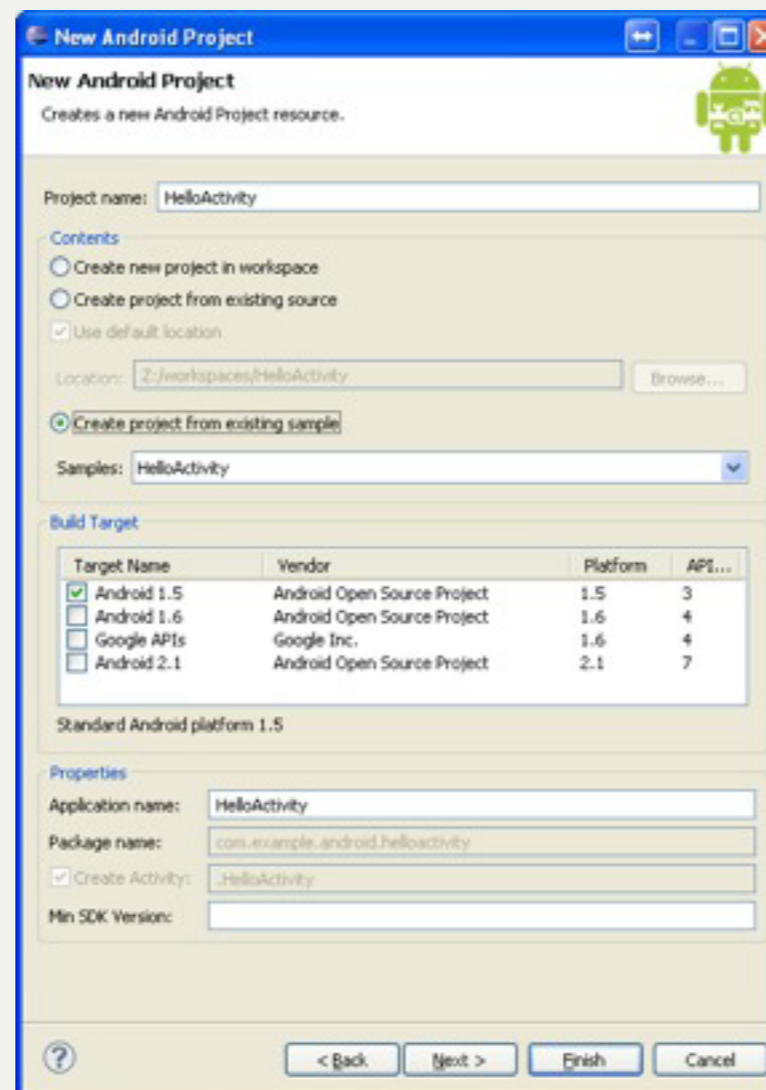 New Android Project
New Android Project
Creates a new Android Project resource.
Project name: HelloActivity
Contents
Create new project in workspace
Create project from existing source
Use default location
Location: Z:/workspaces/HelloActivity Browse...
Create project from existing sample
Samples: HelloActivity
Build Target
Target Name Vendor Platform API...
Android 1.5 Android Open Source Project 1.5 3
Android 1.6 Android Open Source Project 1.6 4
Google APIs Google Inc. 1.6 4
Android 2.1 Android Open Source Project 2.1 7
Standard Android platform 1.5
Properties
Application name: HelloActivity
Package name: com.example.android.helloactivity
Create Activity: .HelloActivity
Min SDK Version:
? < Back Next > Finish Cancel